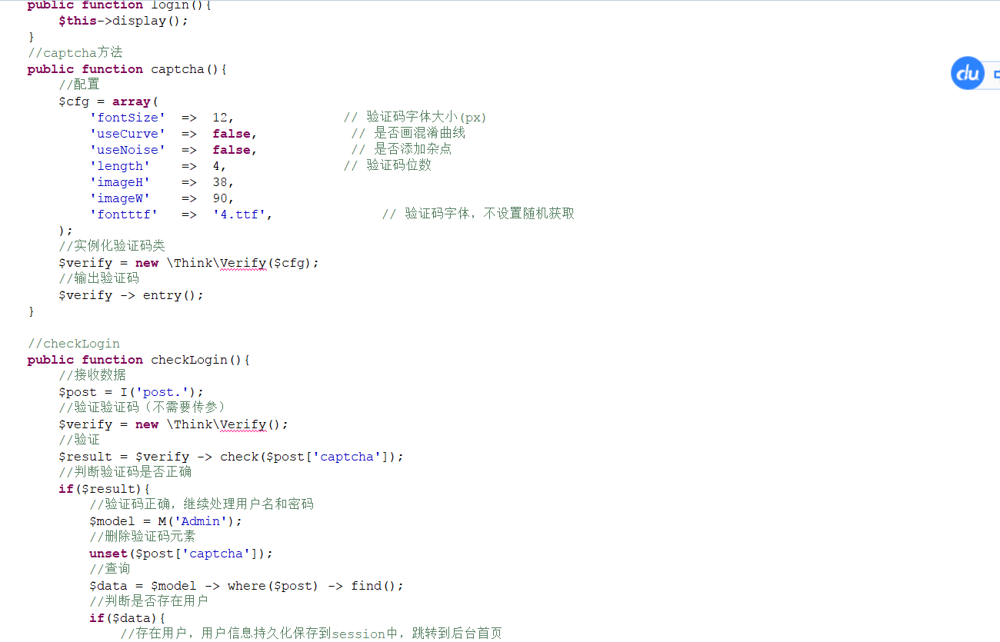 public function login(){
    $this->display();
}
//captcha方法
public function captcha(){
    //配置
    $cfg = array(
        'fontSize'  =>  12,              // 验证码字体大小(px)
        'useCurve'  =>  false,            // 是否画混淆曲线
        'useNoise'  =>  false,            // 是否添加杂点
        'length'    =>  4,               // 验证码位数
        'imageH'    =>  38,
        'imageW'    =>  90,
        'fontttf'   =>  '4.ttf',              // 验证码字体，不设置随机获取
    );
    //实例化验证码类
    $verify = new \Think\Verify($cfg);
    //输出验证码
    $verify -> entry();
}
//checkLogin
public function checkLogin(){
    //接收数据
    $post = I('post.');
    //验证验证码（不需要传参）
    $verify = new \Think\Verify();
    //验证
    $result = $verify -> check($post['captcha']);
    //判断验证码是否正确
    if($result){
        //验证码正确，继续处理用户名和密码
        $model = M('Admin');
        //删除验证码元素
        unset($post['captcha']);
        //查询
        $data = $model -> where($post) -> find();
        //判断是否存在用户
        if($data){
            //存在用户，用户信息持久化保存到session中，跳转到后台首页
du